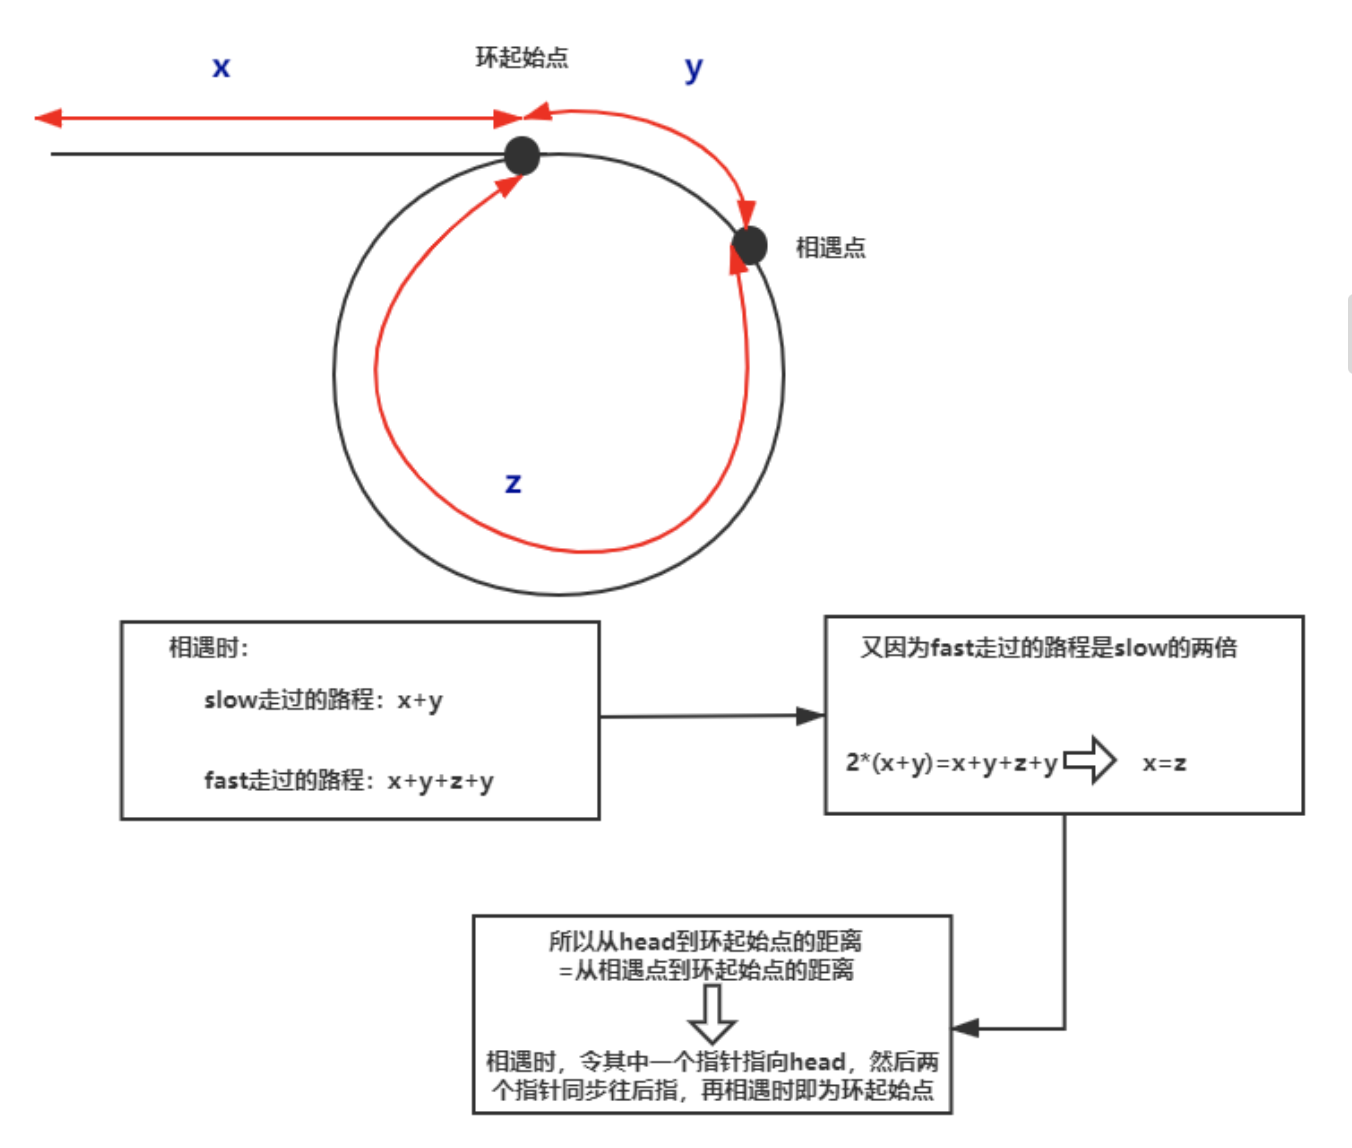 x
环起始点
y
相遇点
z
相遇时：
slow走过的路程：x+y
fast走过的路程：x+y+z+y
又因为fast走过的路程是slow的两倍
2*(x+y)=x+y+z+y x=z
所以从head到环起始点的距离
=从相遇点到环起始点的距离
相遇时，令其中一个指针指向head，然后两
个指针同步往后指，再相遇时即为环起始点